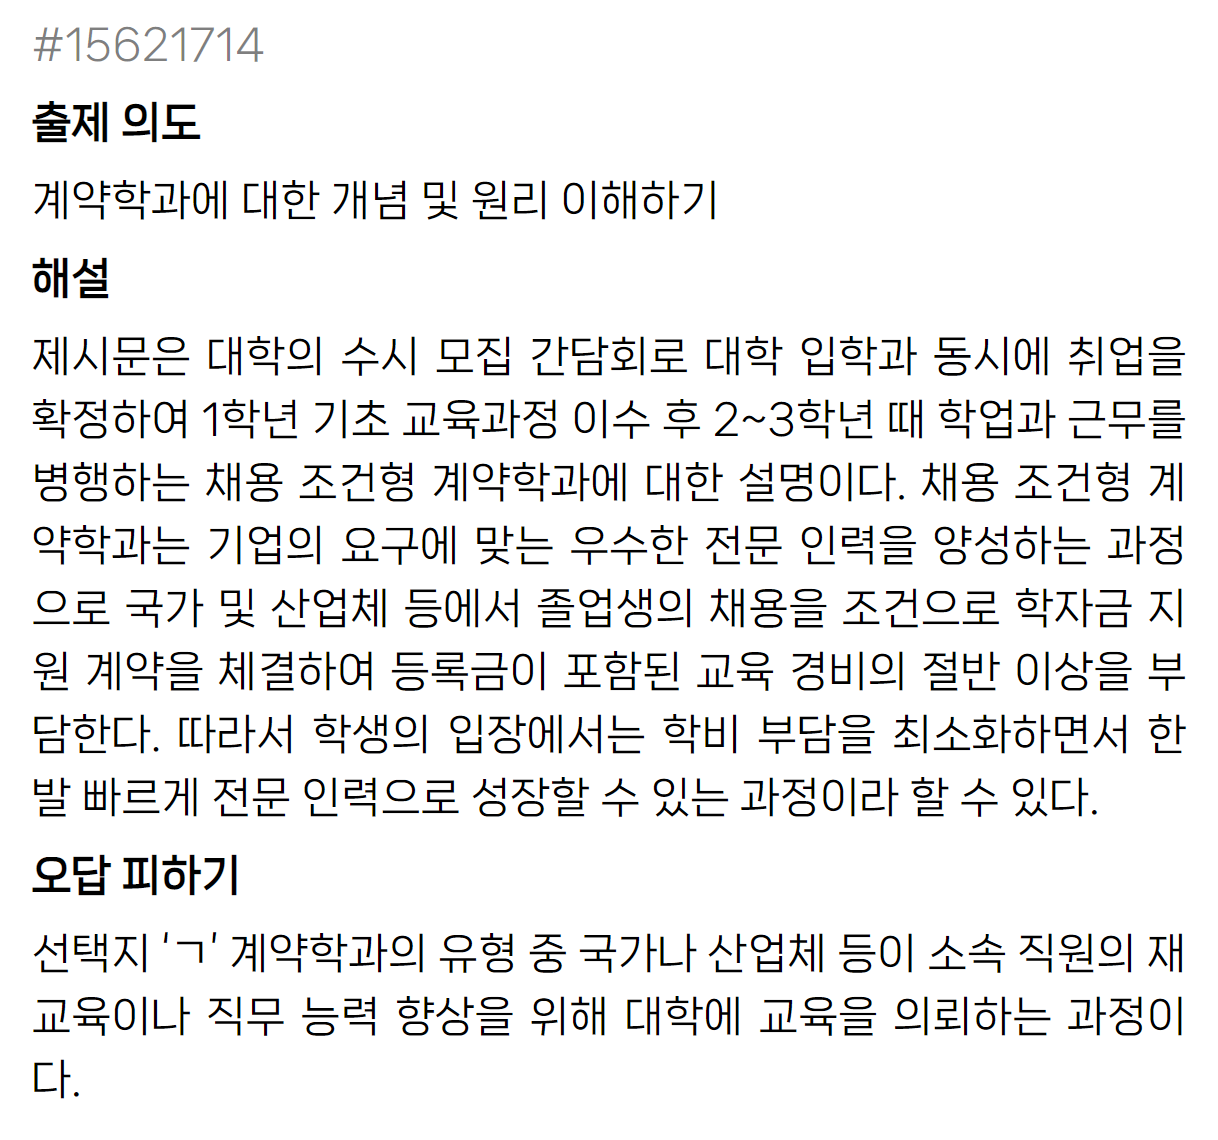 #15621714
출제 의도
계약학과에 대한 개념 및 원리 이해하기
해설
제시문은 대학의 수시 모집 간담회로 대학 입학과 동시에 취업을
확정하여 1학년 기초 교육과정 이수 후 2~3학년 때 학업과 근무를
병행하는 채용 조건형 계약학과에 대한 설명이다. 채용 조건형 계
약학과는 기업의 요구에 맞는 우수한 전문 인력을 양성하는 과정
으로 국가 및 산업체 등에서 졸업생의 채용을 조건으로 학자금 지
원 계약을 체결하여 등록금이 포함된 교육 경비의 절반 이상을 부
담한다. 따라서 학생의 입장에서는 학비 부담을 최소화하면서 한
발 빠르게 전문 인력으로 성장할 수 있는 과정이라 할 수 있다.
오답 피하기
선택지 ‘ㄱ’ 계약학과의 유형 중 국가나 산업체 등이 소속 직원의 재
교육이나 직무 능력 향상을 위해 대학에 교육을 의뢰하는 과정이
다.